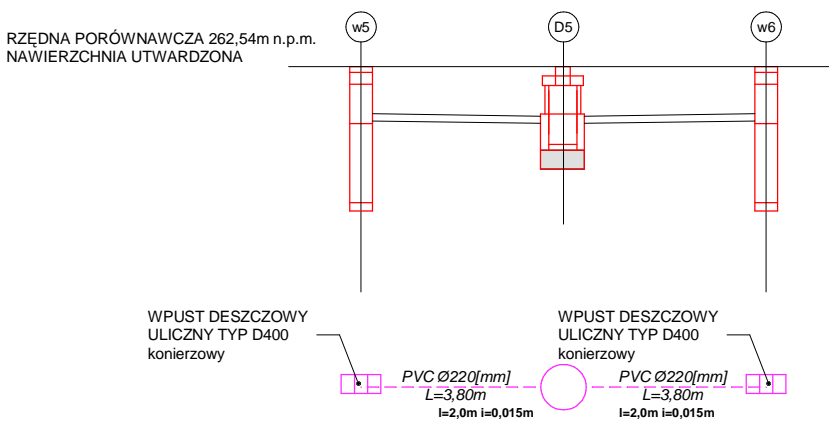 w5
D5
w6
RZĘDNA PORÓWNAWCZA 262,54m n.p.m.
NAWIERZCHNIA UTWARDZONA
WPUST DESZCZOWY
ULICZNY TYP D400
konierzowy
WPUST DESZCZOWY
ULICZNY TYP D400
konierzowy
PVC Ø220[mm]
L=3,80m
l=2,0m i=0,015m
PVC Ø220[mm]
L=3,80m
l=2,0m i=0,015m